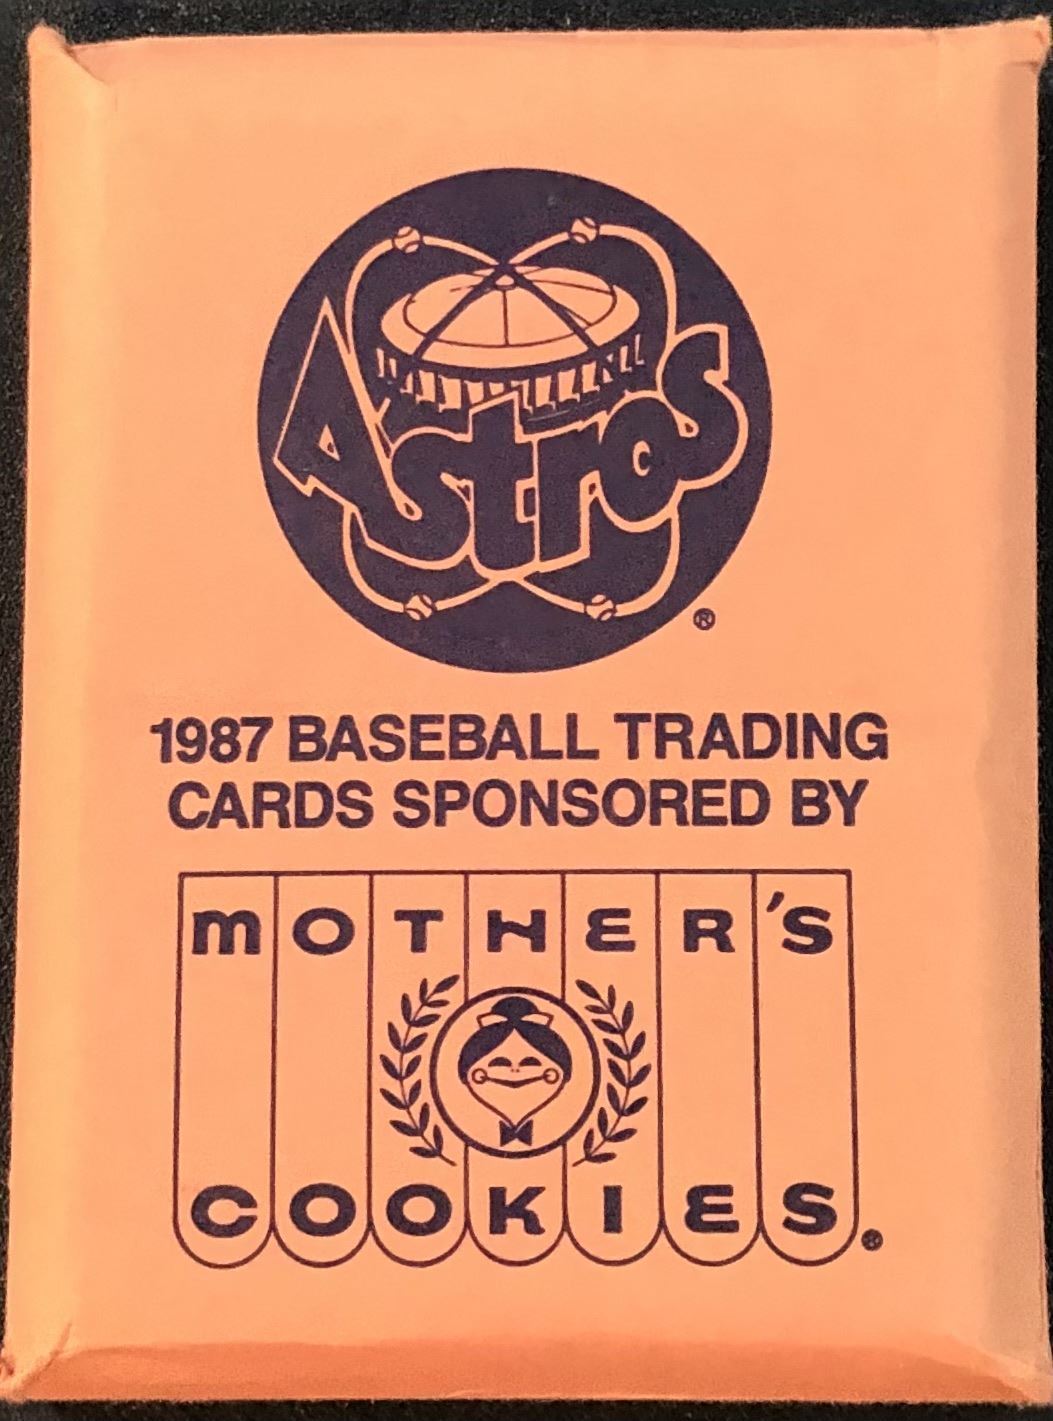 Astros
®
1987 BASEBALL TRADING
CARDS SPONSORED BY
MOTHER'S
COOKIES
®